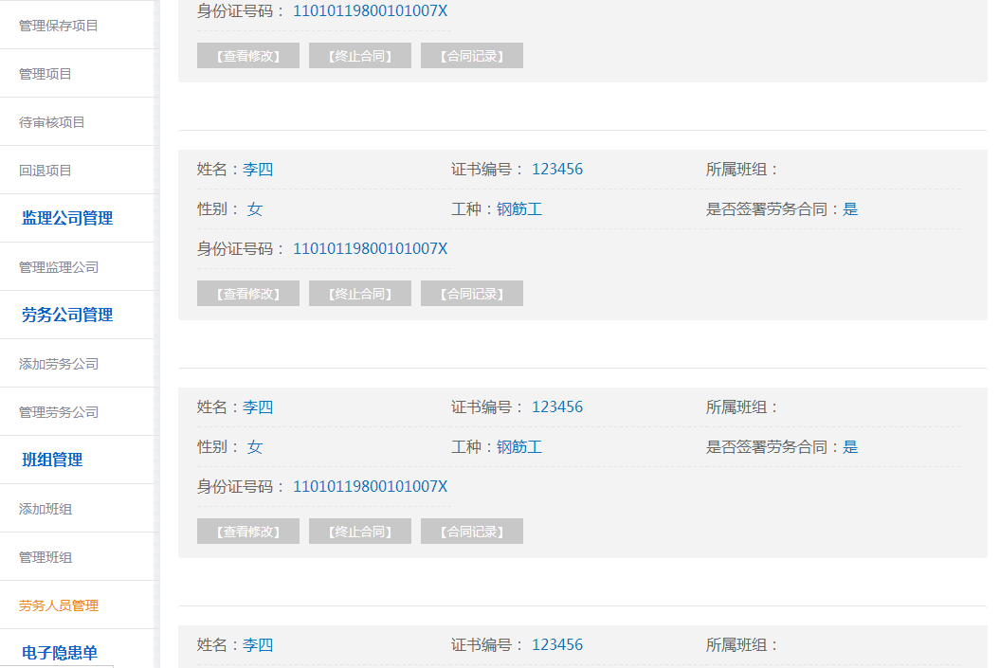 管理保存项目
管理项目
待审核项目
回退项目
监理公司管理
管理监理公司
劳务公司管理
添加劳务公司
管理劳务公司
班组管理
添加班组
管理班组
劳务人员管理
电子隐患单
身份证号码： 11010119800101007X
【查看修改】 【终止合同】 【合同记录】
姓名：李四 证书编号： 123456 所属班组：
性别： 女 工种：钢筋工 是否签署劳务合同：是
身份证号码： 11010119800101007X
【查看修改】 【终止合同】 【合同记录】
姓名：李四 证书编号： 123456 所属班组：
性别： 女 工种：钢筋工 是否签署劳务合同：是
身份证号码： 11010119800101007X
【查看修改】 【终止合同】 【合同记录】
姓名：李四 证书编号： 123456 所属班组：